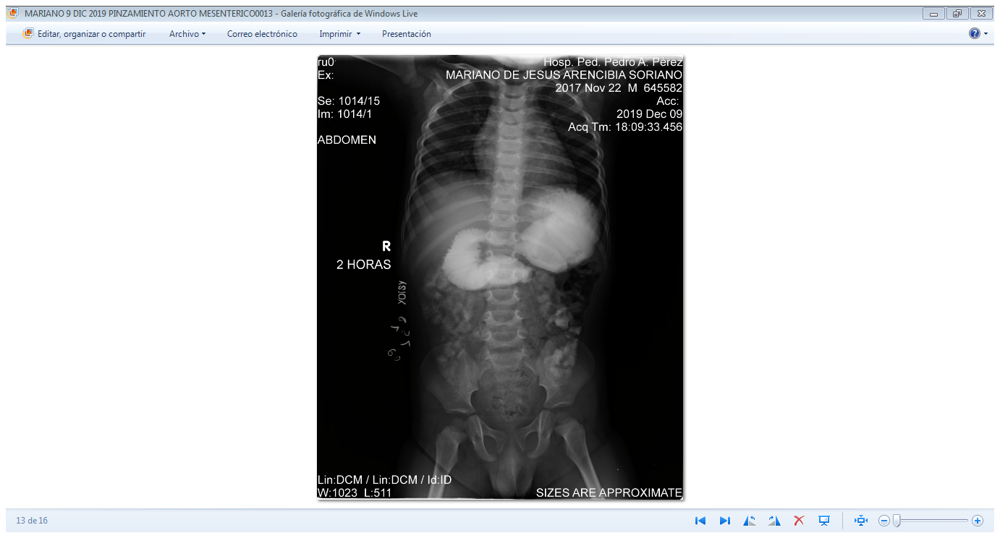 MARIANO 9 DIC 2019 PINZAMIENTO AORTO MESENTERICO0013 - Galería fotográfica de Windows Live
Editar, organizar o compartir Archivo Correo electrónico Imprimir Presentación
ru0
Hosp. Ped. Pedro A. Pérez
Ex:
MARIANO DE JESUS ARENCIBIA SORIANO
2017 Nov 22 M 645582
Se: 1014/15
Acc:
Im: 1014/1
2019 Dec 09
Acq Tm: 18:09:33.456
ABDOMEN
R
2 HORAS
Lin:DCM / Lin:DCM / Id:ID
W:1023 L:511
SIZES ARE APPROXIMATE
13 de 16